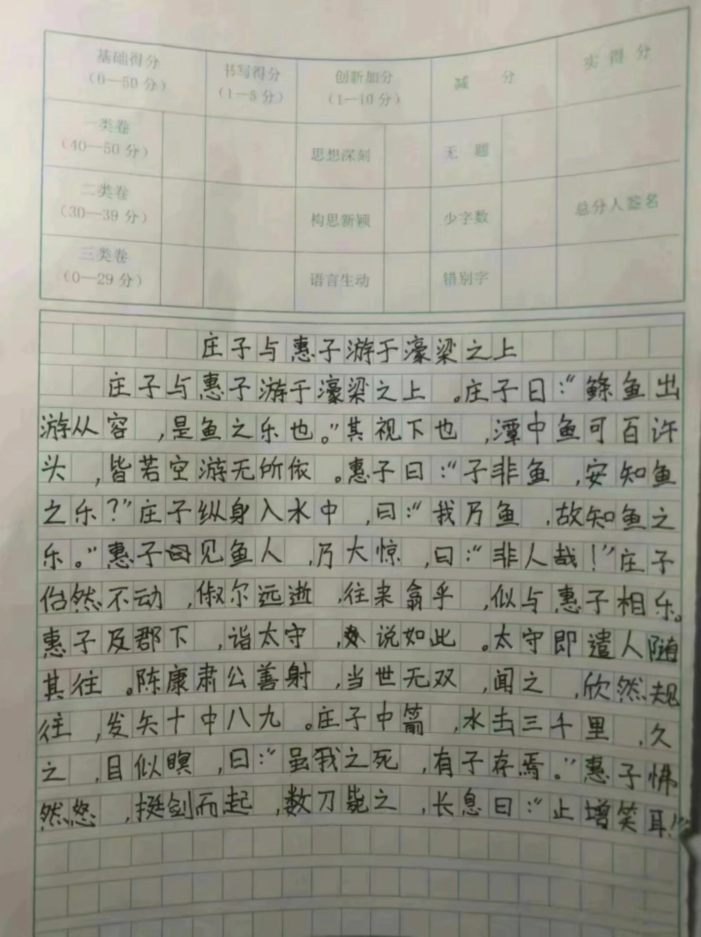 基础得分
（0—50分）
书写得分
（1—5分）
创新加分
（1—10分）
减 分
实 得 分
一类卷
（40—50分）
思想深刻
无 题
二类卷
（30—39分）
构思新颖
少字数
总分人签名
三类卷
（0—29分）
语言生动
错别字
庄子与惠子游于濠梁之上
庄子与惠子游于濠梁之上。庄子曰：“鲦鱼出
游从容，是鱼之乐也。”其视下也，潭中鱼可百许
头，皆若空游无所依。惠子曰：“子非鱼，安知鱼
之乐？”庄子纵身入水中，曰：“我乃鱼，故知鱼之
乐。”惠子见鱼人，乃大惊，曰：“非人哉！”庄子
佁然不动，俶尔远逝，往来翕乎，似与惠子相乐。
惠子及郡下，诣太守，说如此。太守即遣人随
其往。陈康肃公善射，当世无双，闻之，欣然规
往，发矢十中八九。庄子中箭，水击三千里，久
之，目似瞑，曰：“虽我之死，有子存焉。”惠子怫
然怒，挺剑而起，数刀毙之，长息曰：“止增笑耳！”